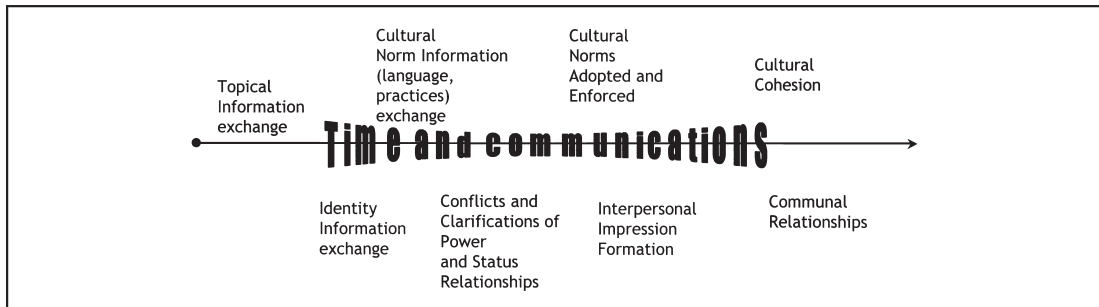 Topical
Information
exchange
Cultural
Norm Information
(language,
practices)
exchange
Cultural
Norms
Adopted and
Enforced
Cultural
Cohesion
Time and communications
Identity
Information
exchange
Conflicts and
Clarifications of
Power
and Status
Relationships
Interpersonal
Impression
Formation
Communal
Relationships